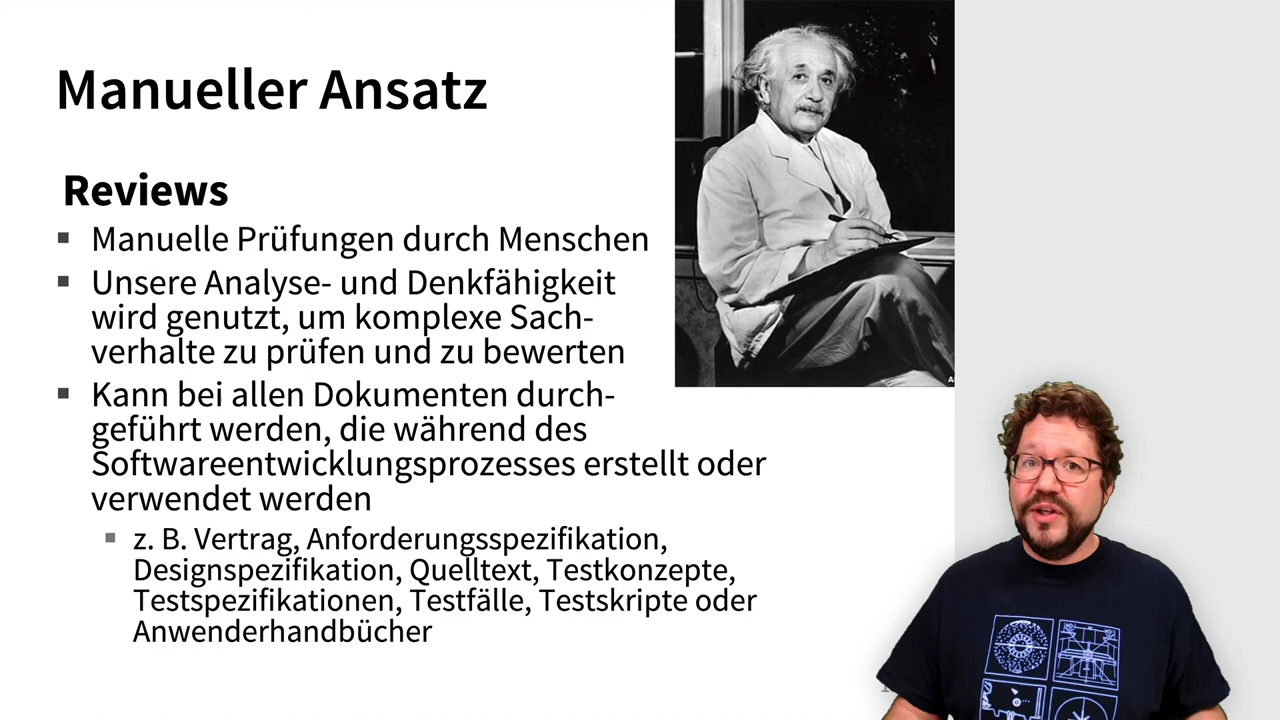 Manueller Ansatz
Reviews
▪ Manuelle Prüfungen durch Menschen
▪ Unsere Analyse- und Denkfähigkeit
wird genutzt, um komplexe Sach-
verhalte zu prüfen und zu bewerten
▪ Kann bei allen Dokumenten durch-
geführt werden, die während des
Softwareentwicklungsprozesses erstellt oder
verwendet werden
▪ z. B. Vertrag, Anforderungsspezifikation,
Designspezifikation, Quelltext, Testkonzepte,
Testspezifikationen, Testfälle, Testskripte oder
Anwenderhandbücher